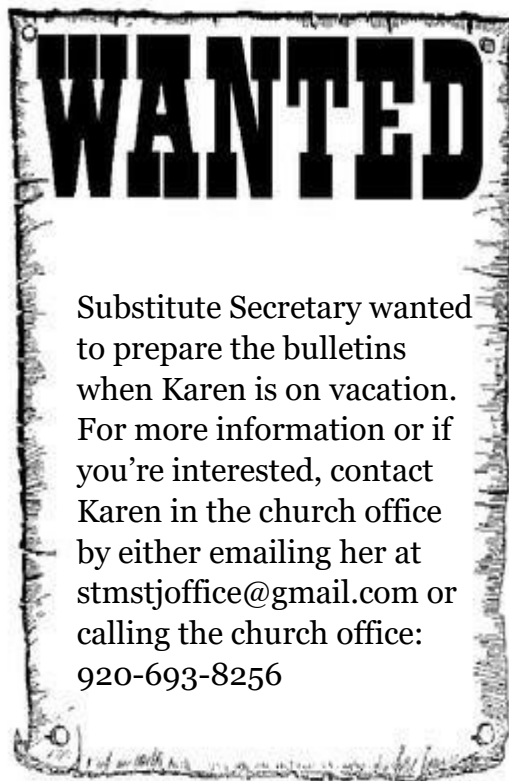 WANTED
Substitute Secretary wanted
to prepare the bulletins
when Karen is on vacation.
For more information or if
you’re interested, contact
Karen in the church office
by either emailing her at
stmstjoffice@gmail.com or
calling the church office:
920-693-8256